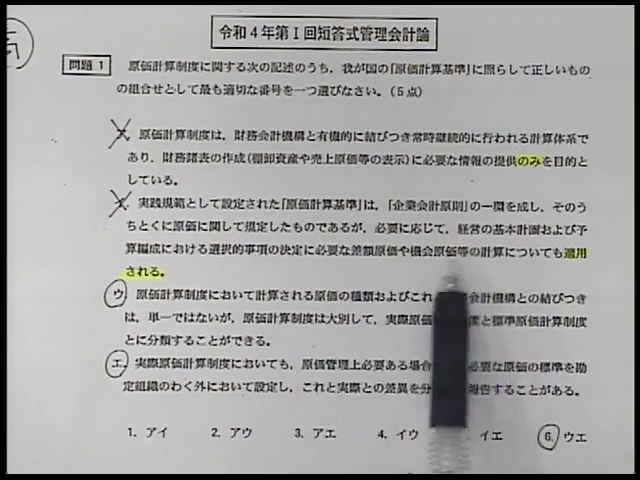 令和4年第Ⅰ回短答式管理会計論
問題 1 原価計算制度に関する次の記述のうち、我が国の「原価計算基準」に照らして正しいもの
の組合せとして最も適切な番号を一つ選びなさい。(5点)
ア. 原価計算制度は、財務会計機構と有機的に結びつき常時継続的に行われる計算体系で
あり、財務諸表の作成(棚卸資産や売上原価等の表示)に必要な情報の提供のみを目的と
している。
イ. 実践規範として設定された「原価計算基準」は、「企業会計原則」の一環を成し、そのう
ちとくに原価に関して規定したものであるが、必要に応じて、経営の基本計画および予
算編成における選択的事項の決定に必要な差額原価や機会原価等の計算についても適用
される。
ウ 原価計算制度において計算される原価の種類およびこれ 会計機構との結びつき
は、単一ではないが、原価計算制度は大別して、実際原価 と標準原価計算制度
とに分類することができる。
エ. 実際原価計算制度においても、原価管理上必要ある場合 必要な原価の標準を勘
定組織のわく外において設定し、これと実際との差異を分 報告することがある。
1. アイ 2. アウ 3. アエ 4. イウ イエ 6. ウエ